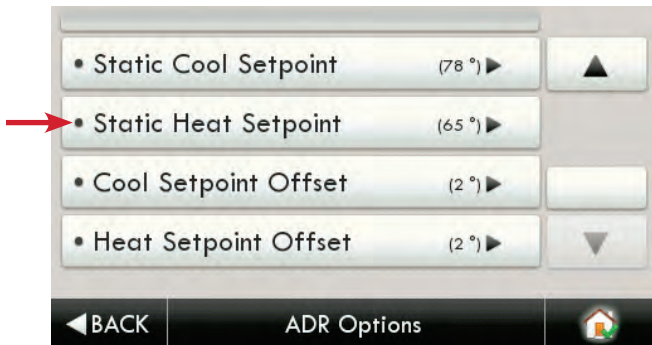 • Static Cool Setpoint (78 °)▶
• Static Heat Setpoint (65 °)▶
• Cool Setpoint Offset (2 °)▶
• Heat Setpoint Offset (2 °)▶
◀BACK ADR Options